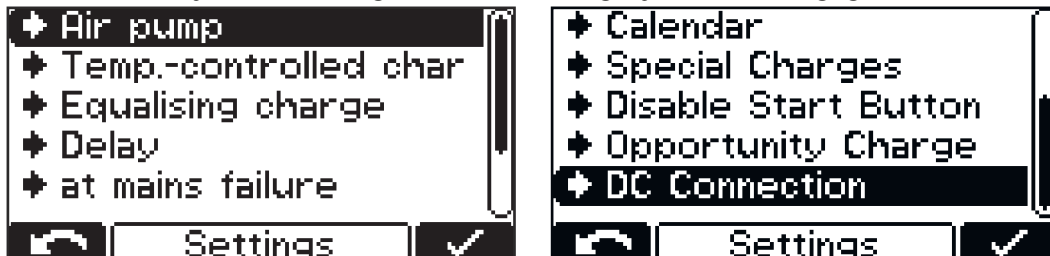 Air pump
Temp.-controlled char
Equalising charge
Delay
at mains failure
Settings
Calendar
Special Charges
Disable Start Button
Opportunity Charge
DC Connection
Settings